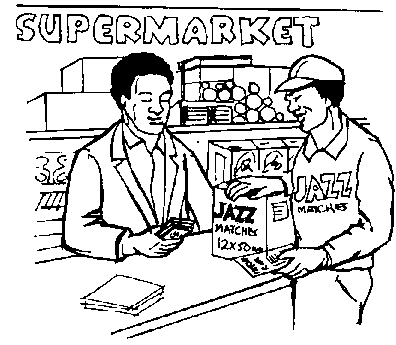 SUPERMARKET
JAZZ
MATCHES
12x50
JAZZ
MATCHES